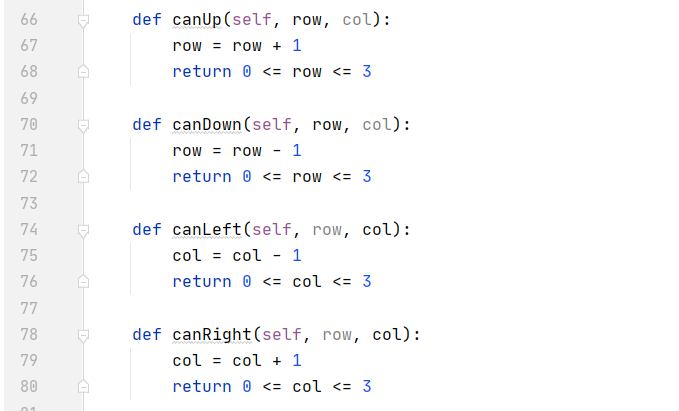 66 def canUp(self, row, col):
67 row = row + 1
68 return 0 <= row <= 3
69
70 def canDown(self, row, col):
71 row = row - 1
72 return 0 <= row <= 3
73
74 def canLeft(self, row, col):
75 col = col - 1
76 return 0 <= col <= 3
77
78 def canRight(self, row, col):
79 col = col + 1
80 return 0 <= col <= 3